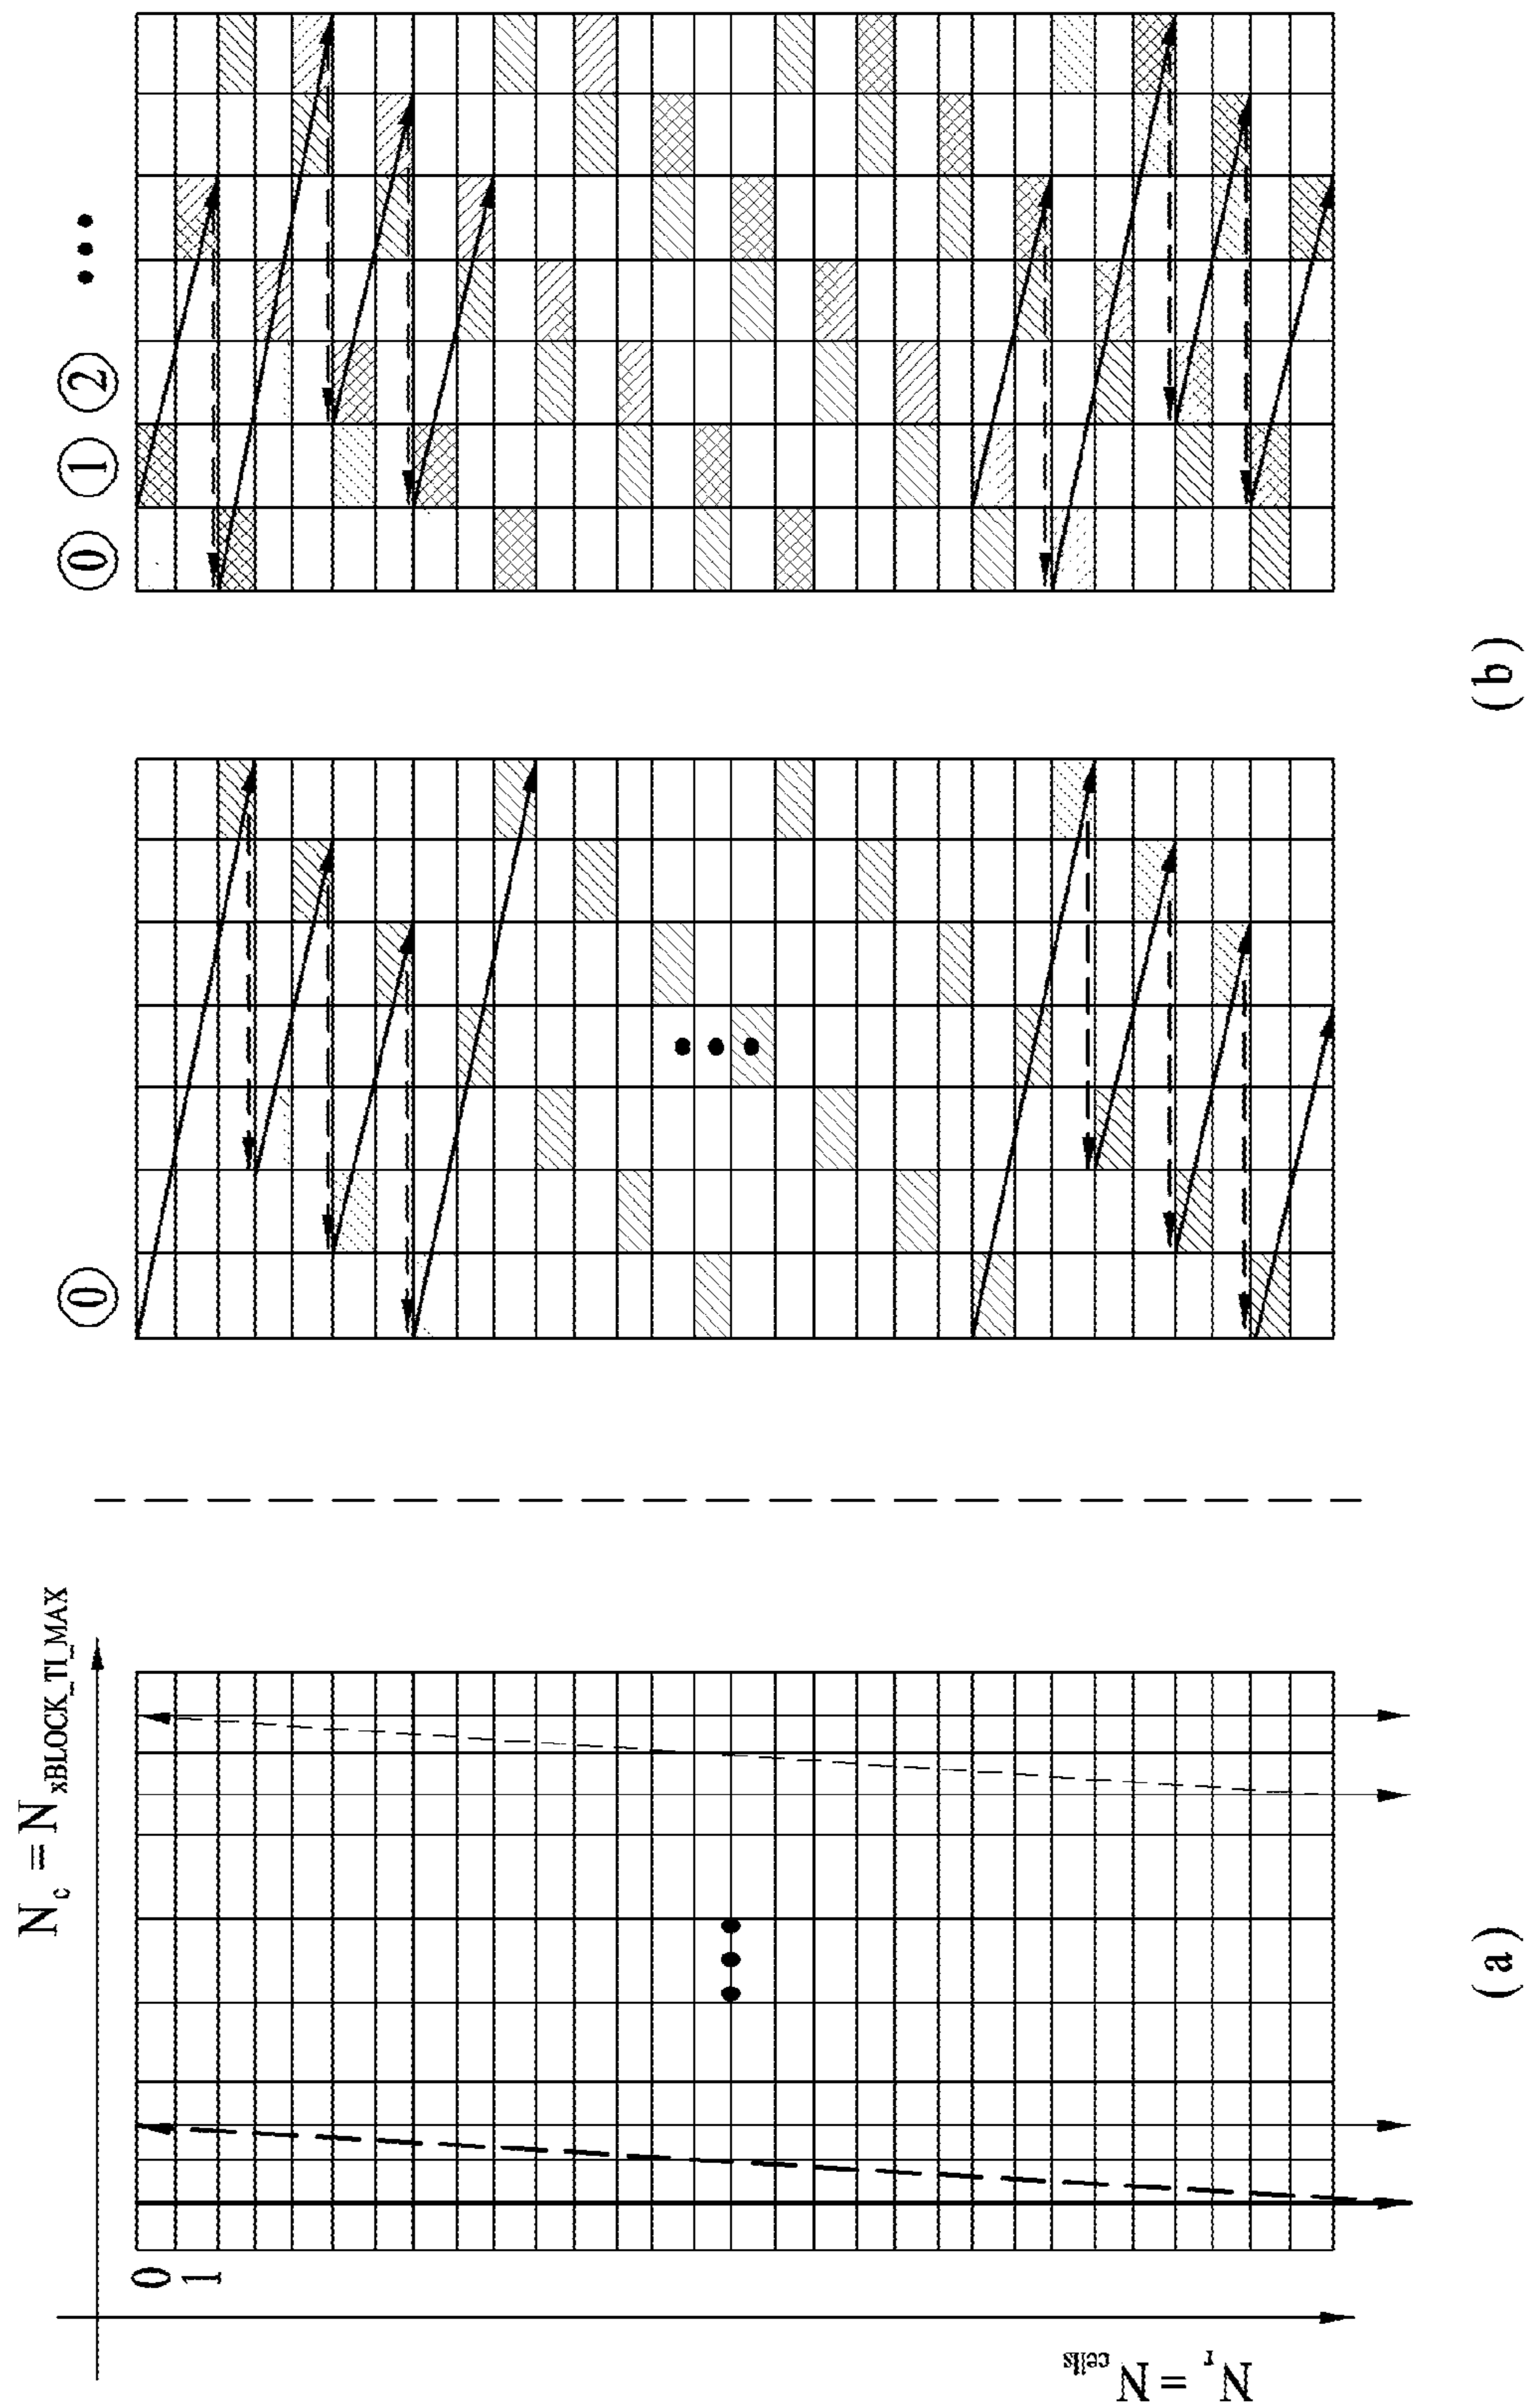 N_c = N_xBLOCK_TI_MAX
0
1
N_r = N_cells
(a)
⓪
⓪ ① ② •••
(b)